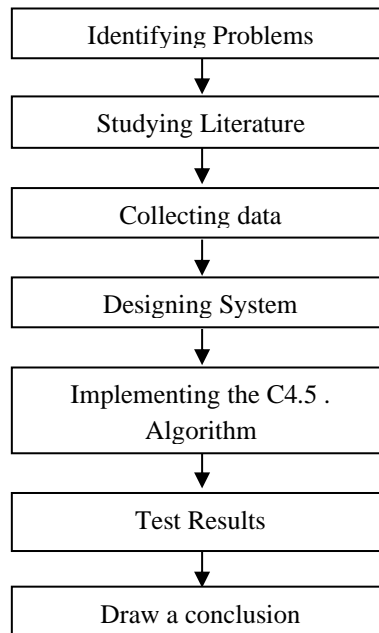 Identifying Problems
Studying Literature
Collecting data
Designing System
Implementing the C4.5 .
Algorithm
Test Results
Draw a conclusion